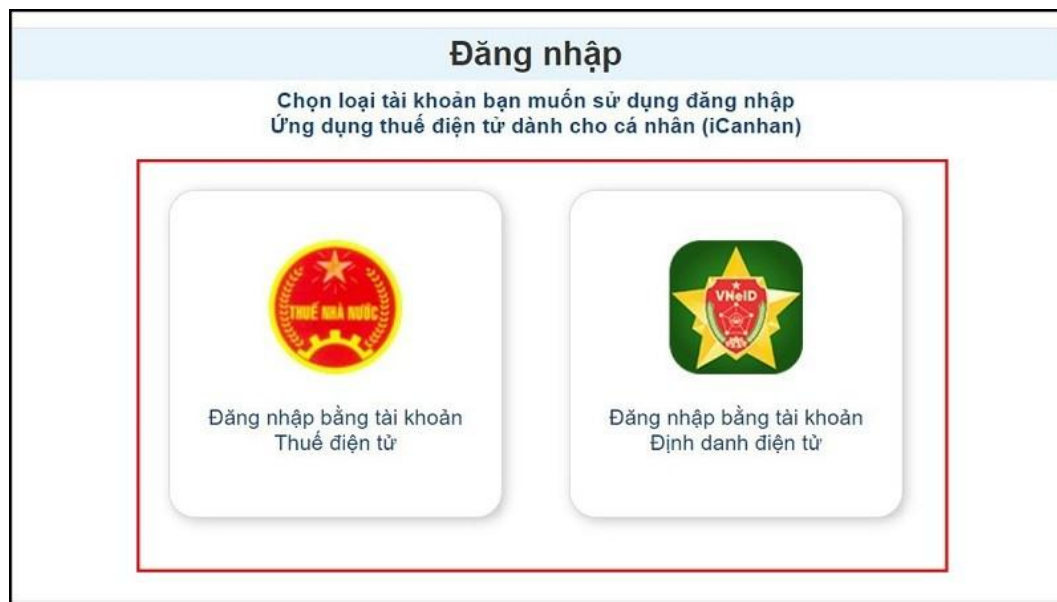 Đăng nhập
Chọn loại tài khoản bạn muốn sử dụng đăng nhập
Ứng dụng thuế điện tử dành cho cá nhân (iCanhan)
THUẾ NHÀ NƯỚC
VNeID
Đăng nhập bằng tài khoản
Thuế điện tử
Đăng nhập bằng tài khoản
Định danh điện tử